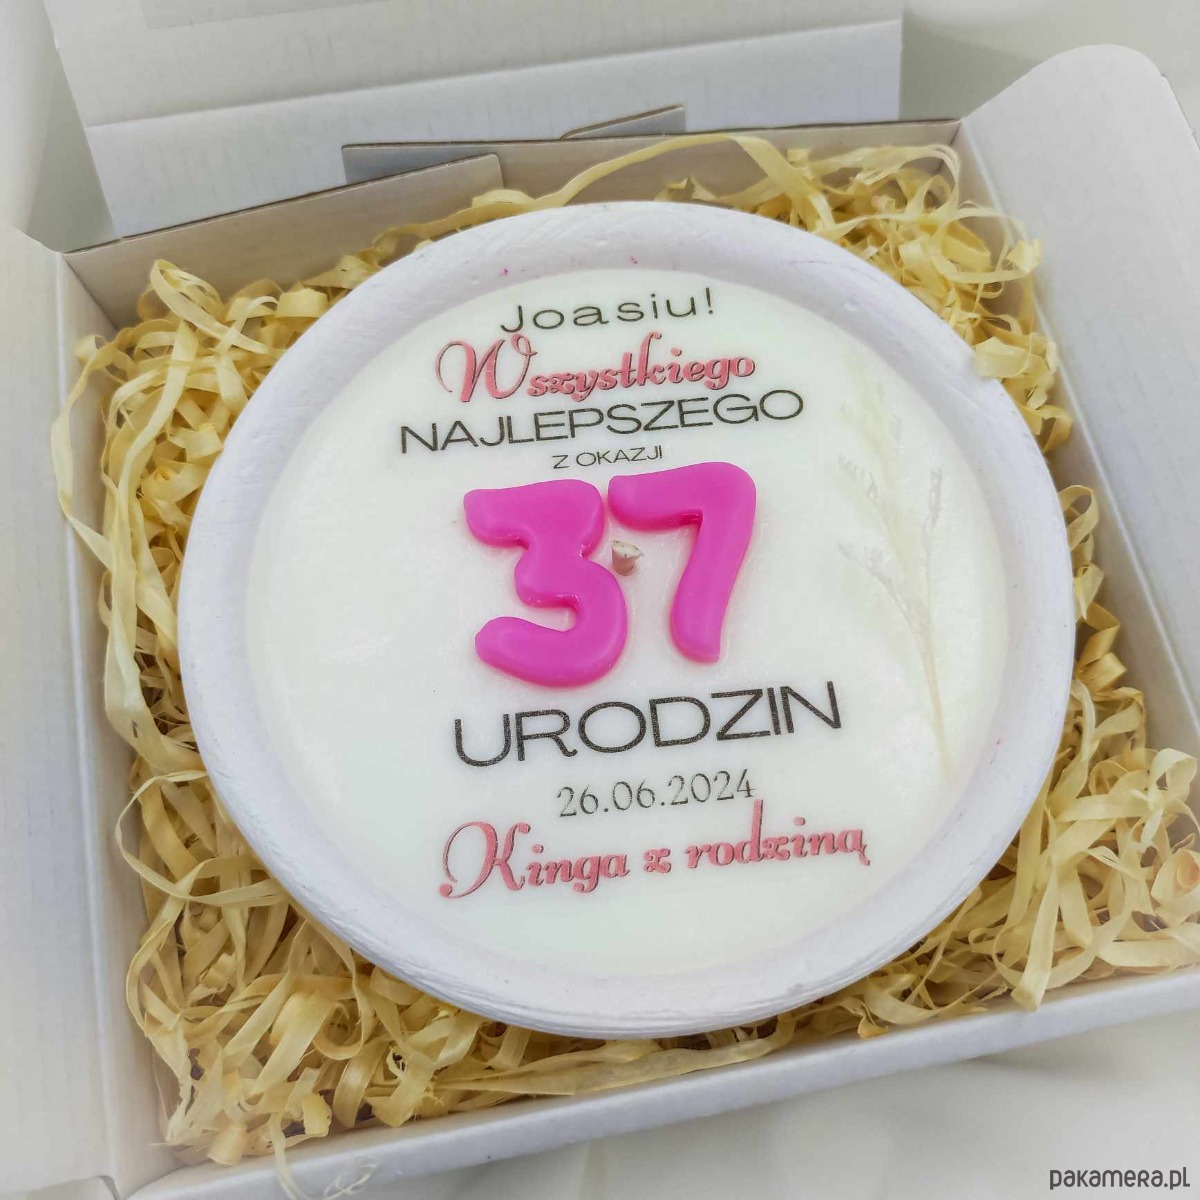 Joasiu!
Wszystkiego
NAJLEPSZEGO
Z OKAZJI
37
URODZIN
26.06.2024
Kinga z rodziną
pakamera.pl